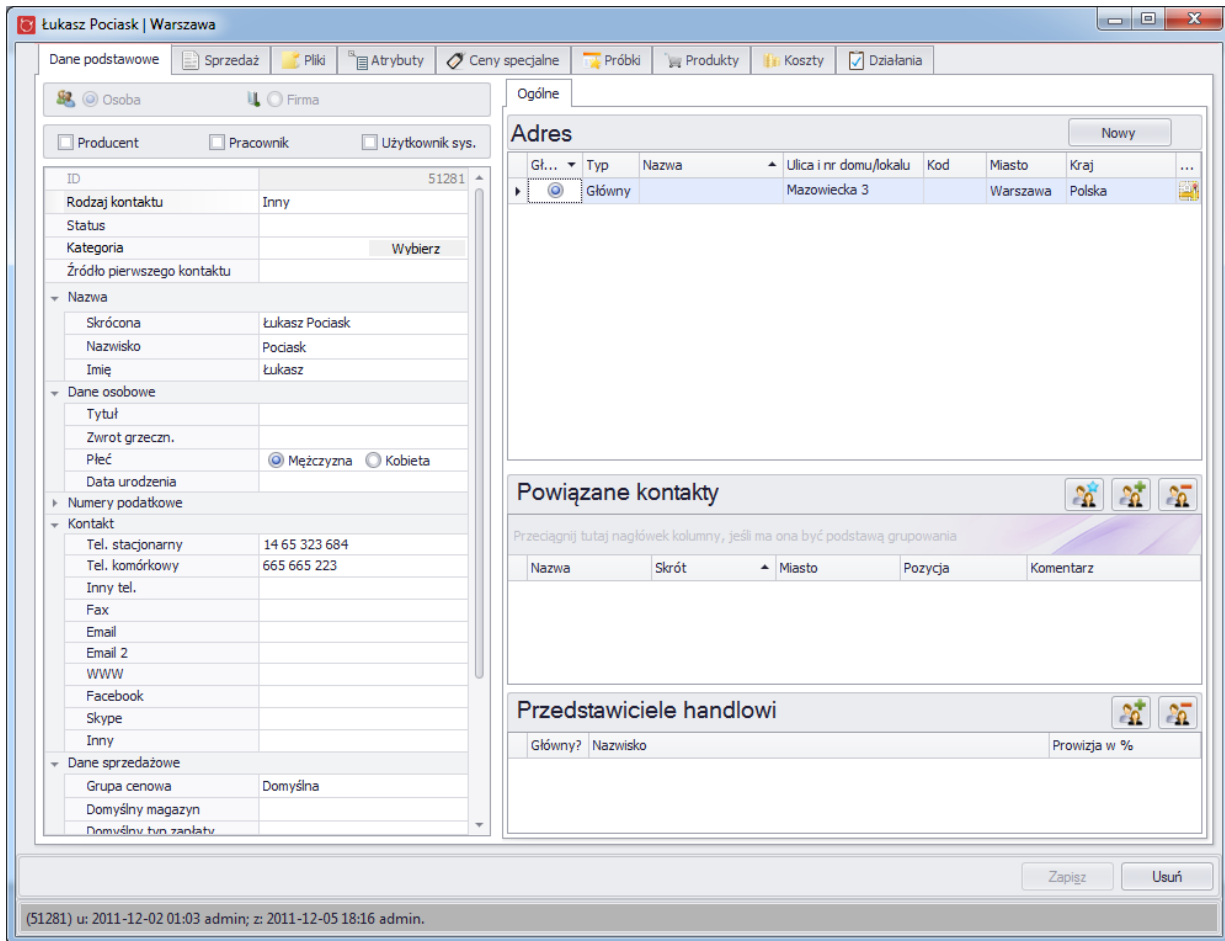 Łukasz Pociask | Warszawa
Dane podstawowe Sprzedaż Pliki Atrybuty Ceny specjalne Próbki Produkty Koszty Działania
Osoba Firma
Producent Pracownik Użytkownik sys.
ID 51281
Rodzaj kontaktu Inny
Status
Kategoria Wybierz
Źródło pierwszego kontaktu
Nazwa
Skrócona Łukasz Pociask
Nazwisko Pociask
Imię Łukasz
Dane osobowe
Tytuł
Zwrot grzeczn.
Płeć Mężczyzna Kobieta
Data urodzenia
Numery podatkowe
Kontakt
Tel. stacjonarny 14 65 323 684
Tel. komórkowy 665 665 223
Inny tel.
Fax
Email
Email 2
WWW
Facebook
Skype
Inny
Dane sprzedażowe
Grupa cenowa Domyślna
Domyślny magazyn
Domyślny typ zapłaty
Ogólne
Adres Nowy
Gł... Typ Nazwa Ulica i nr domu/lokalu Kod Miasto Kraj ...
Główny Mazowiecka 3 Warszawa Polska
Powiązane kontakty
Przeciągnij tutaj nagłówek kolumny, jeśli ma ona być podstawą grupowania
Nazwa Skrót Miasto Pozycja Komentarz
Przedstawiciele handlowi
Główny? Nazwisko Prowizja w %
Zapisz Usuń
(51281) u: 2011-12-02 01:03 admin; z: 2011-12-05 18:16 admin.